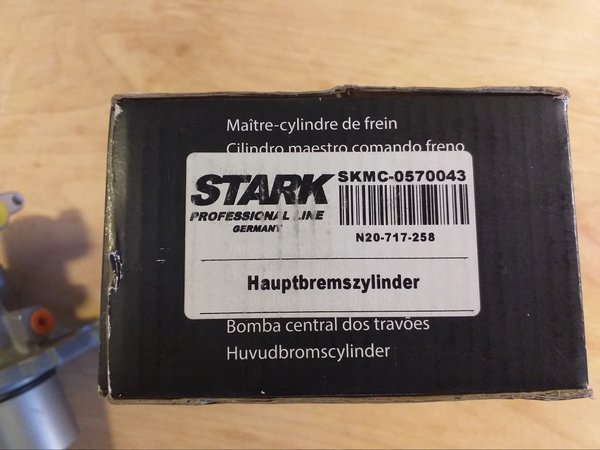 Maître-cylindre de frein
Cilindro maestro comando freno
STARK
PROFESSIONAL LINE
GERMANY
SKMC-0570043
N20-717-258
Hauptbremszylinder
Bomba central dos travões
Huvudbromscylinder